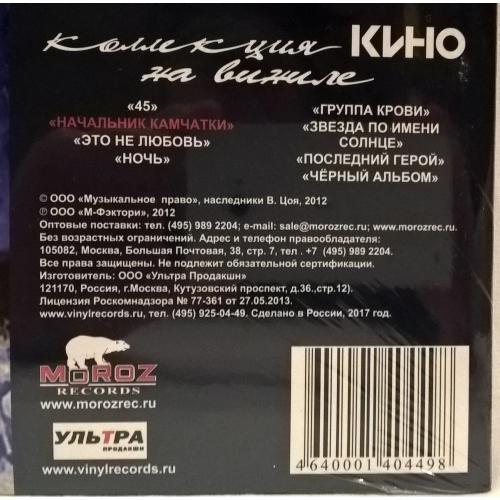 коллекция КИНО
на виниле
«45»
«НАЧАЛЬНИК КАМЧАТКИ»
«ЭТО НЕ ЛЮБОВЬ»
«НОЧЬ»
«ГРУППА КРОВИ»
«ЗВЕЗДА ПО ИМЕНИ
СОЛНЦЕ»
«ПОСЛЕДНИЙ ГЕРОЙ»
«ЧЁРНЫЙ АЛЬБОМ»
© ООО «Музыкальное право», наследники В. Цоя, 2012
℗ ООО «М-Фэктори», 2012
Оптовые поставки: тел. (495) 989 2204; e-mail: sale@morozrec.ru; morozrec.ru
Без возрастных ограничений. Адрес и телефон правообладателя:
105082, Москва, Большая Почтовая, 38, стр. 7, тел . +7 (495) 989 2204.
Все права защищены. Не подлежит обязательной сертификации.
Изготовитель: ООО «Ультра Продакшн»
121170, Россия, г.Москва, Кутузовский проспект, д.36.,стр.12).
Лицензия Роскомнадзора № 77-361 от 27.05.2013.
www.vinylrecords.ru, тел. (495) 925-04-49. Сделано в России, 2017 год.
MOROZ
RECORDS
www.morozrec.ru
УЛЬТРА
ПРОДАКШН
www.vinylrecords.ru
4640001404498